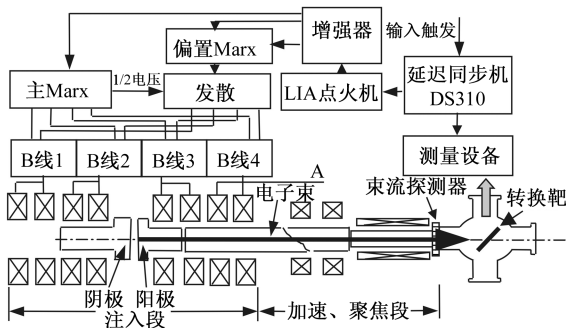 增强器
输入触发
偏置Marx
主Marx
1/2电压
发散
LIA点火机
延迟同步机
DS310
B线1
B线2
B线3
B线4
测量设备
A
电子束
束流探测器
转换靶
阴极
阳极
注入段
加速、聚焦段